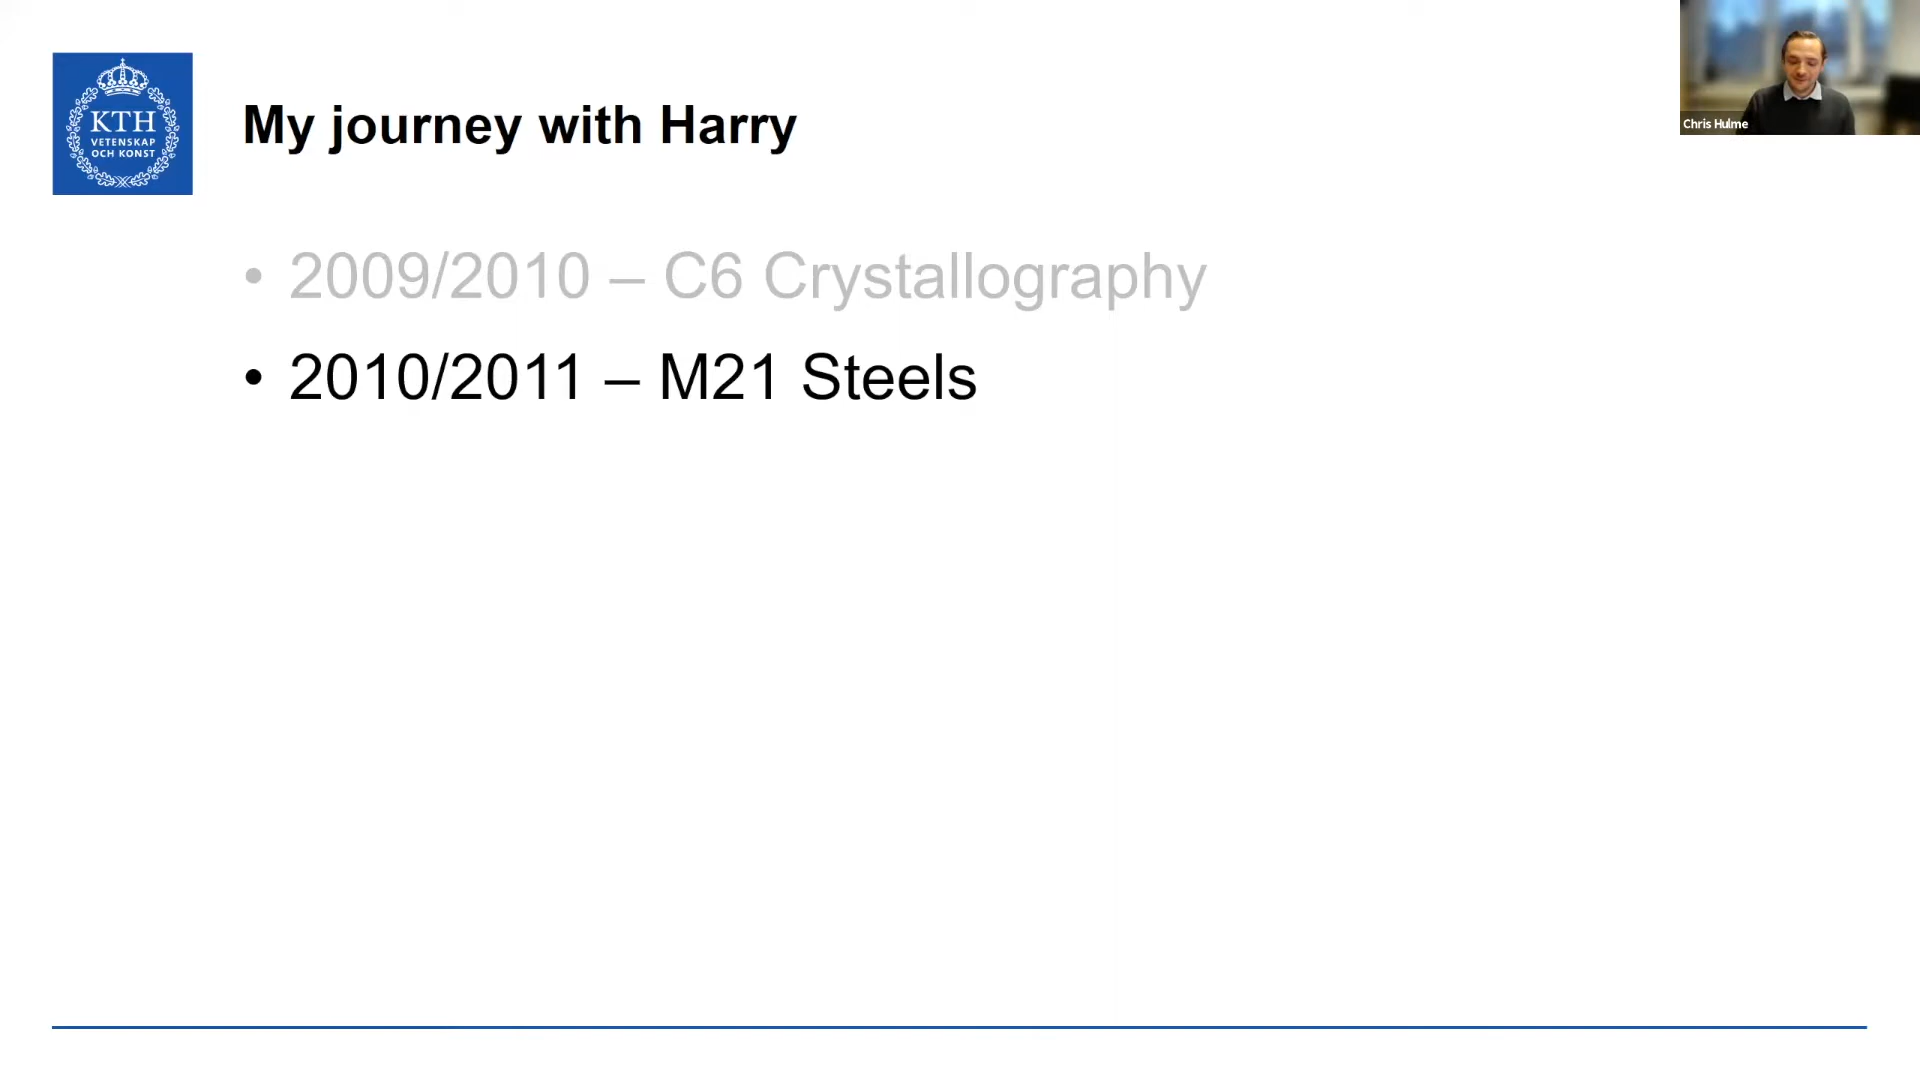 KTH
VETENSKAP
OCH KONST
My journey with Harry
Chris Hulme
• 2009/2010 – C6 Crystallography
• 2010/2011 – M21 Steels